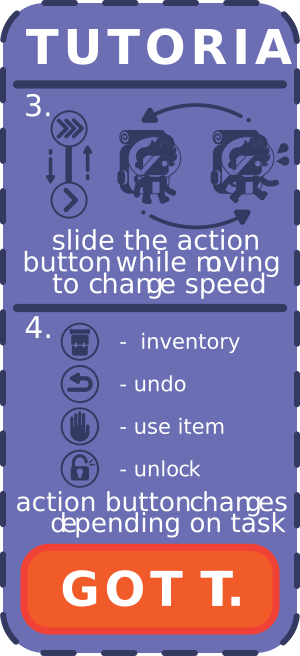 TUTORIA
3.
slide the action
button while moving
to change speed
4.
- inventory
- undo
- use item
- unlock
action button changes
depending on task
GOT T.